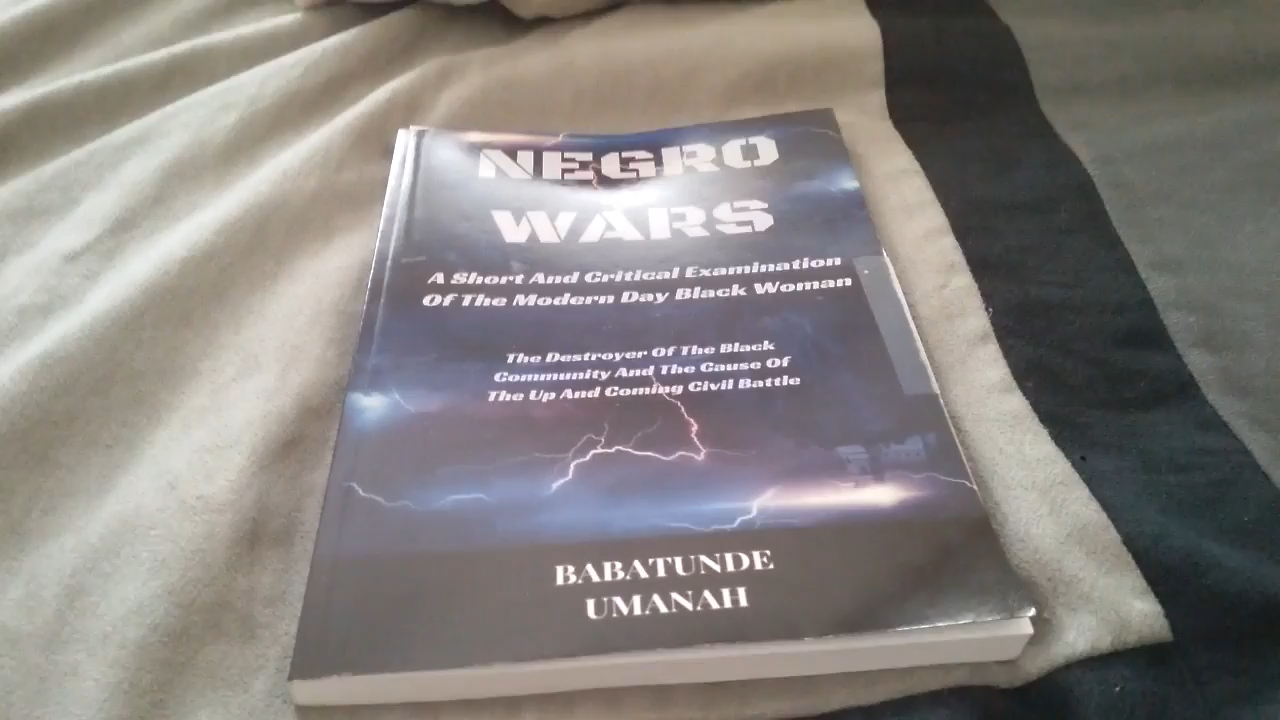 NEGRO
WARS
A Short And Critical Examination
Of The Modern Day Black Woman
The Destroyer Of The Black
Community And The Cause Of
The Up And Coming Civil Battle
BABATUNDE
UMANAH